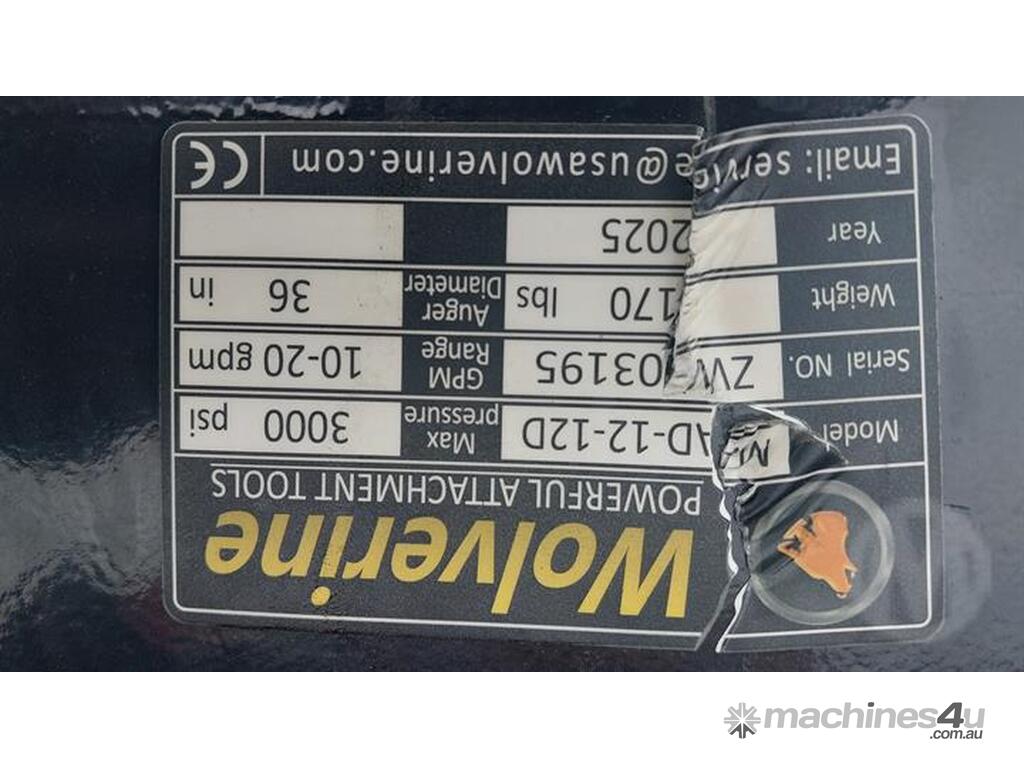 Wolverine
POWERFUL ATTACHMENT TOOLS
Model AD-12-12D Max pressure 3000 psi
Serial NO. GPM Range 10-20 gpm
Weight 170 lbs Auger Diameter 36 in
Year 2025
Email: service@usawolverine.com CE
machines4u
.com.au